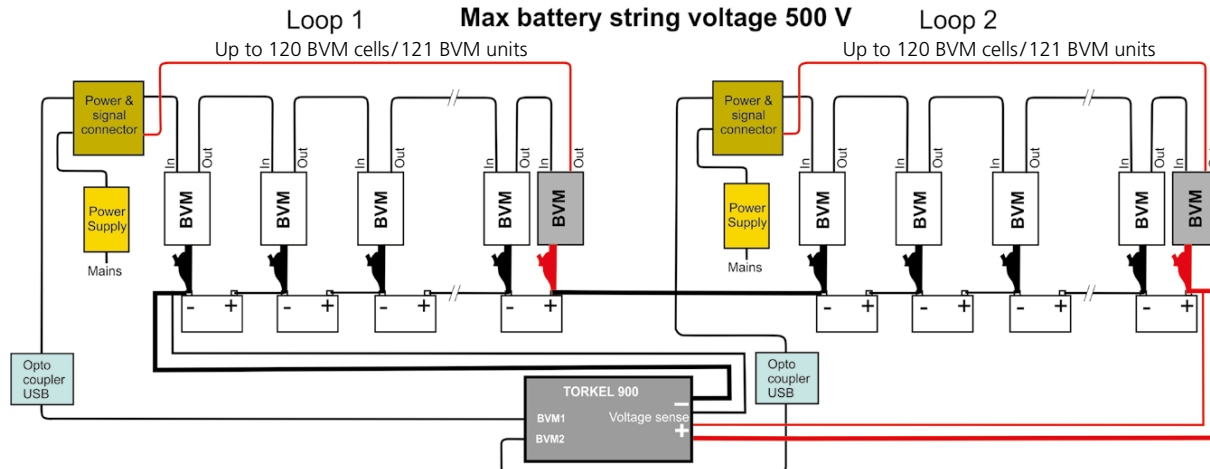 Loop 1
Max battery string voltage 500 V
Loop 2
Up to 120 BVM cells/121 BVM units
Up to 120 BVM cells/121 BVM units
Power &
signal
connector
In
Out
In
Out
In
Out
In
Out
In
Out
BVM
BVM
BVM
BVM
BVM
Power
Supply
Mains
- +
- +
- +
- +
Power &
signal
connector
In
Out
In
Out
In
Out
In
Out
In
Out
BVM
BVM
BVM
BVM
BVM
Power
Supply
Mains
- +
- +
- +
- +
Opto
coupler
USB
TORKEL 900
−
BVM1
Voltage sense
+
BVM2
Opto
coupler
USB